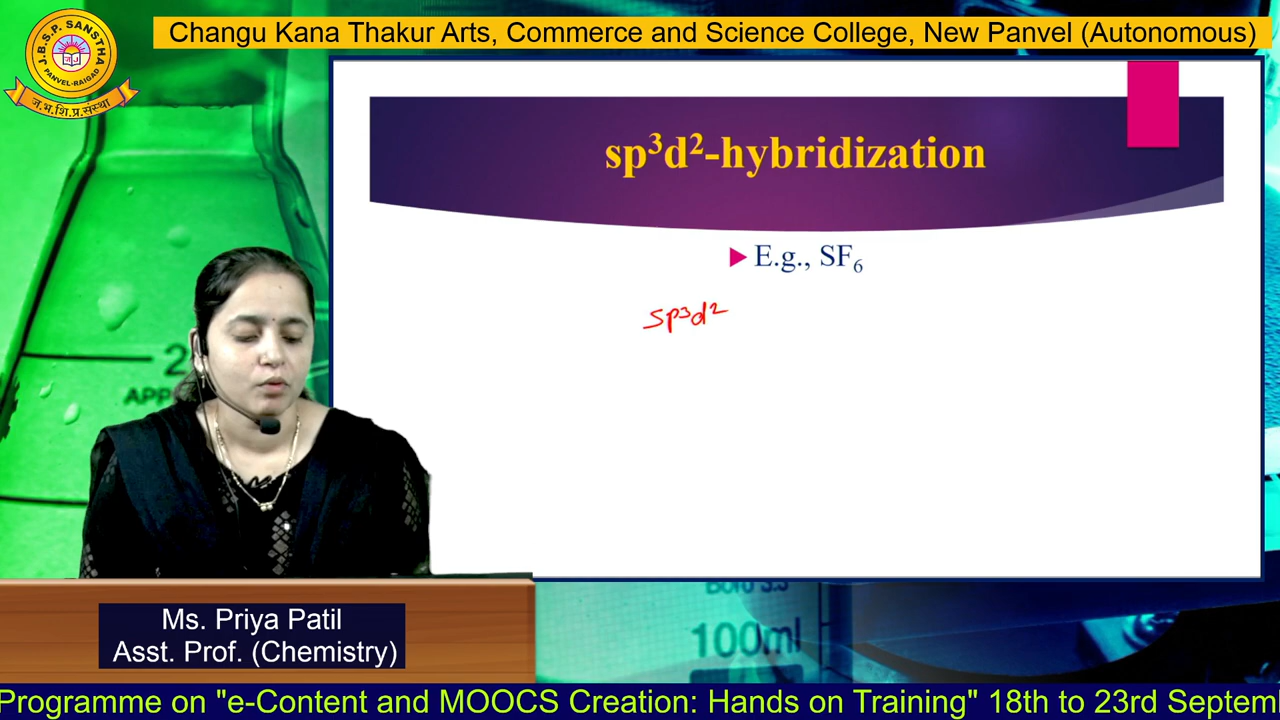 Changu Kana Thakur Arts, Commerce and Science College, New Panvel (Autonomous)
J.B.S.P. SANSTHA
PANVEL-RAIGAD
ज.भ.शि.प्र.संस्था
sp³d²-hybridization
E.g., SF₆
sp³d²
2
APP
100ml
Ms. Priya Patil
Asst. Prof. (Chemistry)
Programme on "e-Content and MOOCS Creation: Hands on Training" 18th to 23rd Septem